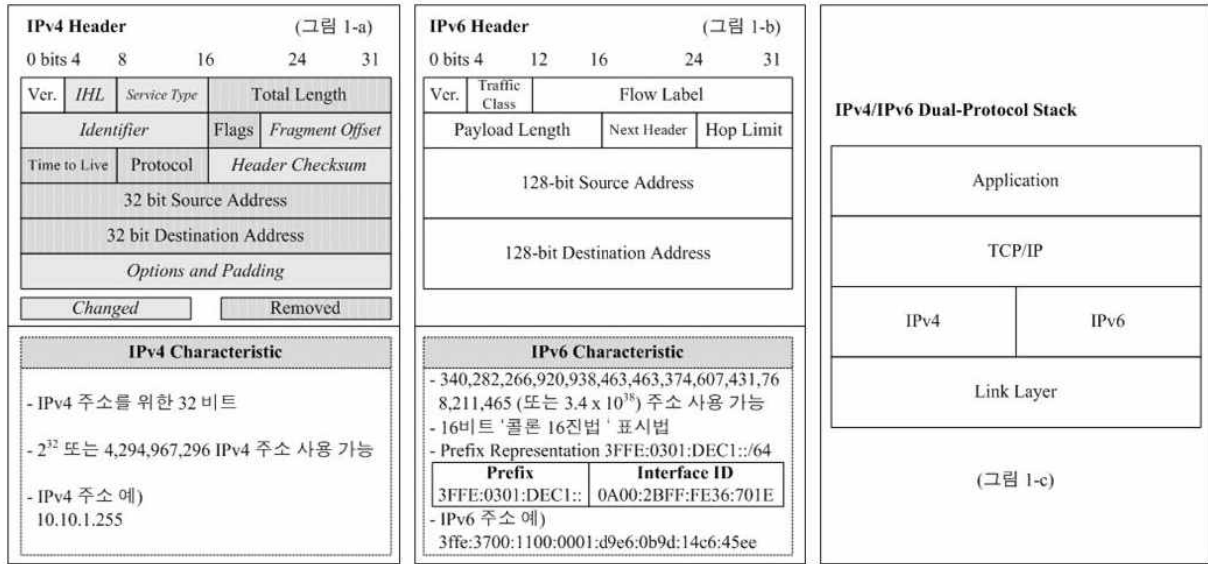 IPv4 Header (그림 1-a)
0 bits 4 8 16 24 31
Ver. IHL Service Type Total Length
Identifier Flags Fragment Offset
Time to Live Protocol Header Checksum
32 bit Source Address
32 bit Destination Address
Options and Padding
Changed Removed
IPv4 Characteristic
- IPv4 주소를 위한 32 비트
- 2^32 또는 4,294,967,296 IPv4 주소 사용 가능
- IPv4 주소 예)
10.10.1.255
IPv6 Header (그림 1-b)
0 bits 4 12 16 24 31
Ver. Traffic Class Flow Label
Payload Length Next Header Hop Limit
128-bit Source Address
128-bit Destination Address
IPv6 Characteristic
- 340,282,266,920,938,463,463,374,607,431,76
8,211,465 (또는 3.4 x 10^38) 주소 사용 가능
- 16비트 '콜론 16진법 ' 표시법
- Prefix Representation 3FFE:0301:DEC1::/64
Prefix Interface ID
3FFE:0301:DEC1:: 0A00:2BFF:FE36:701E
- IPv6 주소 예)
3ffe:3700:1100:0001:d9e6:0b9d:14c6:45ee
IPv4/IPv6 Dual-Protocol Stack
Application
TCP/IP
IPv4 IPv6
Link Layer
(그림 1-c)